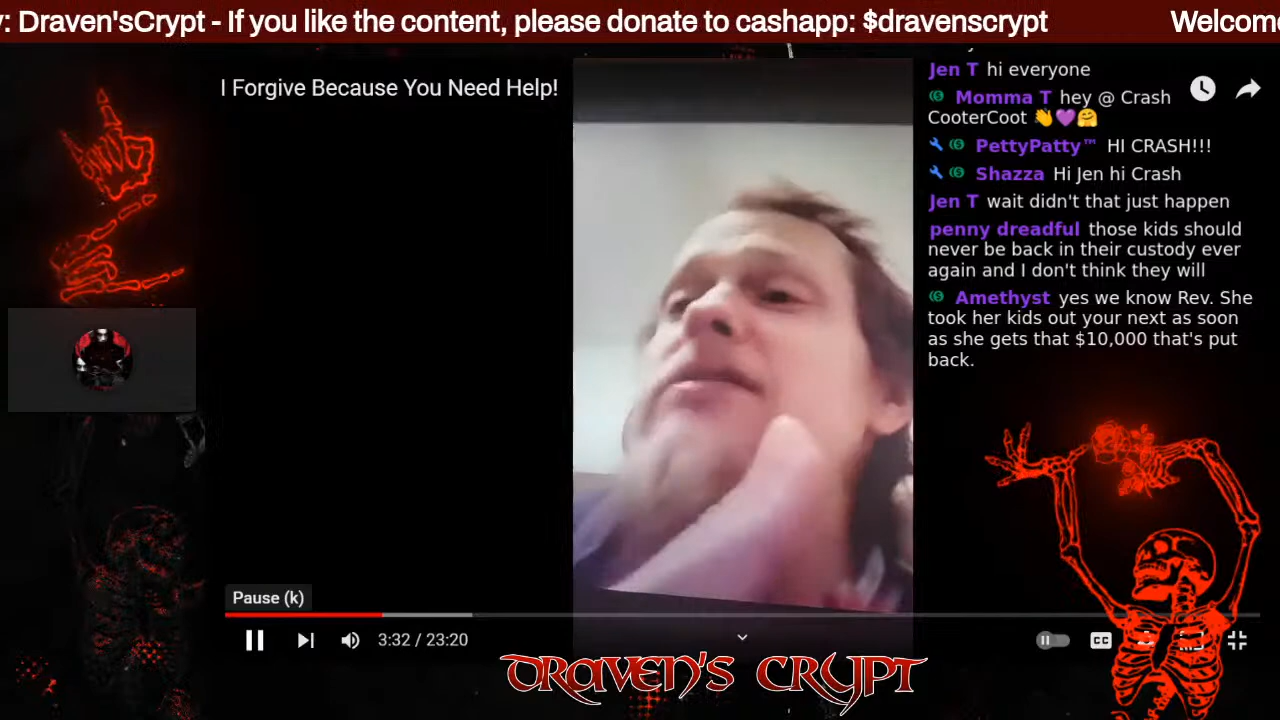 y: Draven'sCrypt - If you like the content, please donate to cashapp: $dravenscrypt Welcome
I Forgive Because You Need Help!
Jen T hi everyone
Momma T hey @ Crash
CooterCoot 👋💜🤗
PettyPatty™ HI CRASH!!!
Shazza Hi Jen hi Crash
Jen T wait didn't that just happen
penny dreadful those kids should
never be back in their custody ever
again and I don't think they will
Amethyst yes we know Rev. She
took her kids out your next as soon
as she gets that $10,000 that's put
back.
Pause (k)
3:32 / 23:20
CC
DRAVEN'S CRYPT